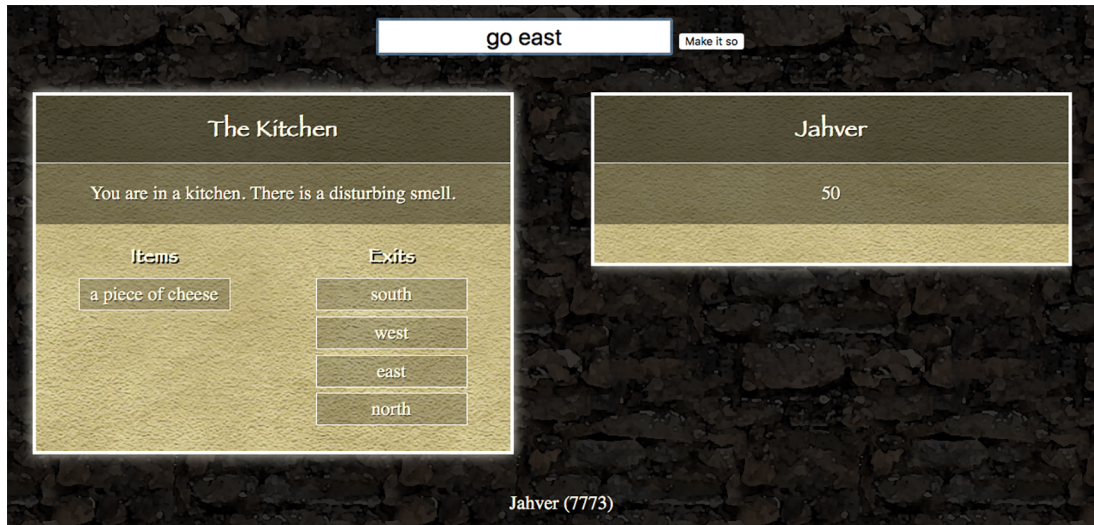 go east
Make it so
The Kitchen
You are in a kitchen. There is a disturbing smell.
Items
a piece of cheese
Exits
south
west
east
north
Jahver
50
Jahver (7773)